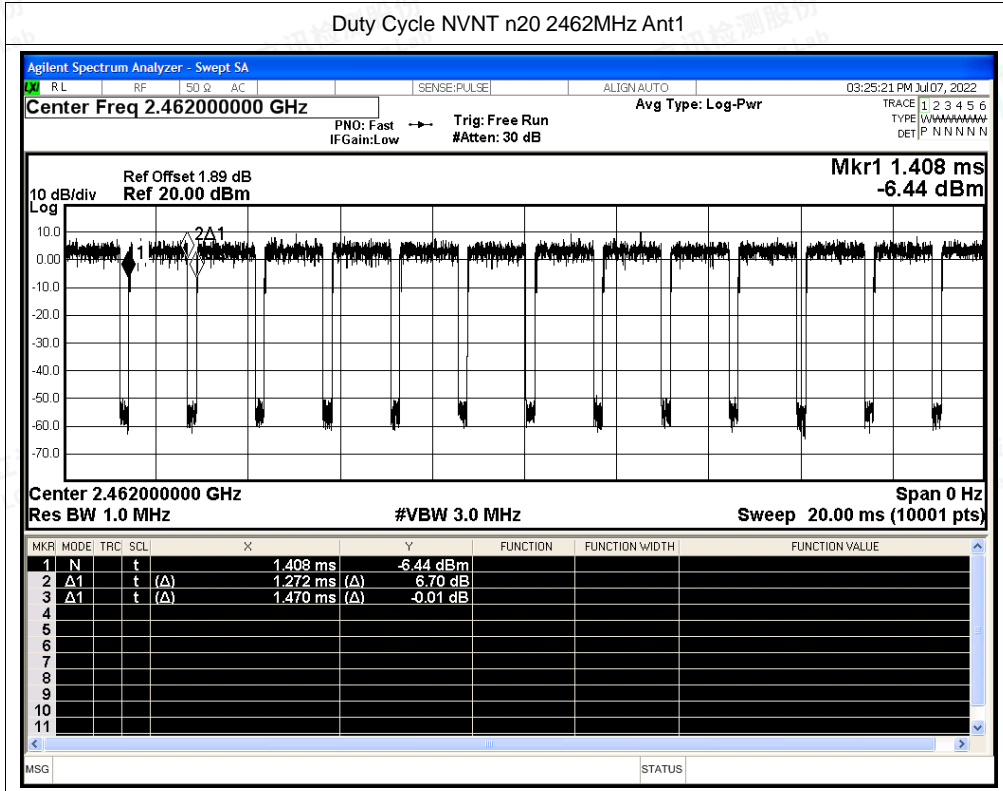 Duty Cycle NVNT n20 2462MHz Ant1
Agilent Spectrum Analyzer - Swept SA
LXI RL RF 50 Ω AC SENSE:PULSE ALIGN AUTO 03:25:21 PM Jul 07, 2022
Center Freq 2.462000000 GHz Avg Type: Log-Pwr TRACE 1 2 3 4 5 6
PNO: Fast Trig: Free Run TYPE
IFGain:Low #Atten: 30 dB DET P N N N N N
Mkr1 1.408 ms
-6.44 dBm
Ref Offset 1.89 dB
10 dB/div Ref 20.00 dBm
Log
10.0
0.00
-10.0
-20.0
-30.0
-40.0
-50.0
-60.0
-70.0
1
2Δ1
Center 2.462000000 GHz Span 0 Hz
Res BW 1.0 MHz #VBW 3.0 MHz Sweep 20.00 ms (10001 pts)
MKR MODE TRC SCL X Y FUNCTION FUNCTION WIDTH FUNCTION VALUE
1 N t 1.408 ms -6.44 dBm
2 Δ1 t (Δ) 1.272 ms (Δ) 6.70 dB
3 Δ1 t (Δ) 1.470 ms (Δ) -0.01 dB
4
5
6
7
8
9
10
11
MSG STATUS